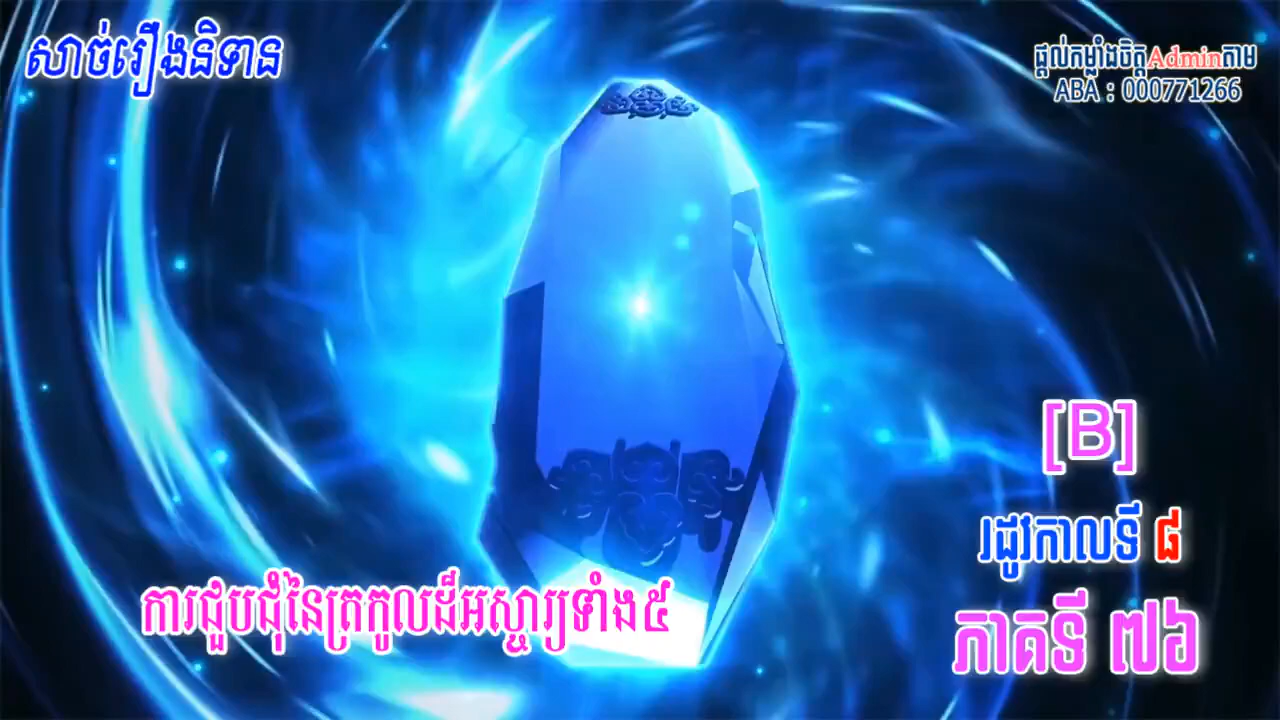 សាច់រឿងនិទាន
ផ្តល់កម្លាំងចិត្តAdminតាម
ABA : 000771266
[B]
រដូវកាលទី ៨
ការជួបជុំនៃត្រកូលដ៏អស្ចារ្យទាំង៥
ភាគទី ៧៦